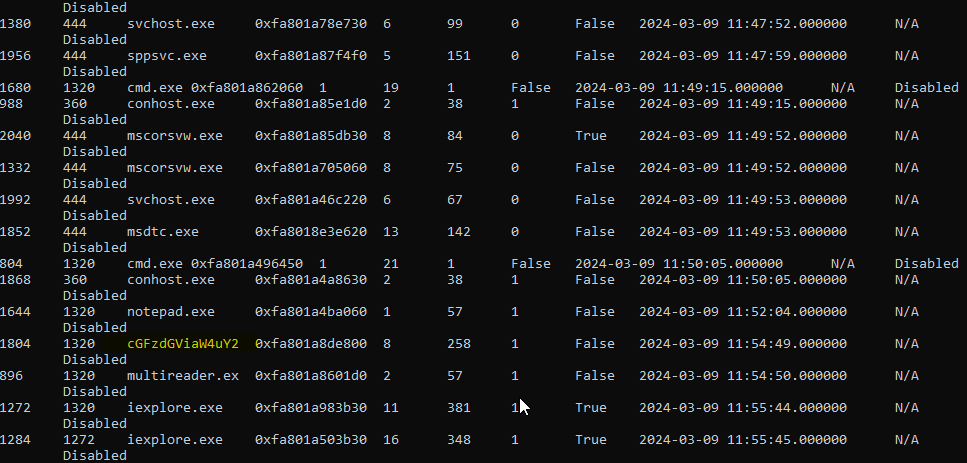 Disabled
1380 444 svchost.exe 0xfa801a78e730 6 99 0 False 2024-03-09 11:47:52.000000 N/A
Disabled
1956 444 sppsvc.exe 0xfa801a87f4f0 5 151 0 False 2024-03-09 11:47:59.000000 N/A
Disabled
1680 1320 cmd.exe 0xfa801a862060 1 19 1 False 2024-03-09 11:49:15.000000 N/A Disabled
988 360 conhost.exe 0xfa801a85e1d0 2 38 1 False 2024-03-09 11:49:15.000000 N/A
Disabled
2040 444 mscorsvw.exe 0xfa801a85db30 8 84 0 True 2024-03-09 11:49:52.000000 N/A
Disabled
1332 444 mscorsvw.exe 0xfa801a705060 8 75 0 False 2024-03-09 11:49:52.000000 N/A
Disabled
1992 444 svchost.exe 0xfa801a46c220 6 67 0 False 2024-03-09 11:49:53.000000 N/A
Disabled
1852 444 msdtc.exe 0xfa8018e3e620 13 142 0 False 2024-03-09 11:49:53.000000 N/A
Disabled
804 1320 cmd.exe 0xfa801a496450 1 21 1 False 2024-03-09 11:50:05.000000 N/A Disabled
1868 360 conhost.exe 0xfa801a4a8630 2 38 1 False 2024-03-09 11:50:05.000000 N/A
Disabled
1644 1320 notepad.exe 0xfa801a4ba060 1 57 1 False 2024-03-09 11:52:04.000000 N/A
Disabled
1804 1320 cGFzdGViaW4uY2 0xfa801a8de800 8 258 1 False 2024-03-09 11:54:49.000000 N/A
Disabled
896 1320 multireader.ex 0xfa801a8601d0 2 57 1 False 2024-03-09 11:54:50.000000 N/A
Disabled
1272 1320 iexplore.exe 0xfa801a983b30 11 381 1 True 2024-03-09 11:55:44.000000 N/A
Disabled
1284 1272 iexplore.exe 0xfa801a503b30 16 348 1 True 2024-03-09 11:55:45.000000 N/A
Disabled